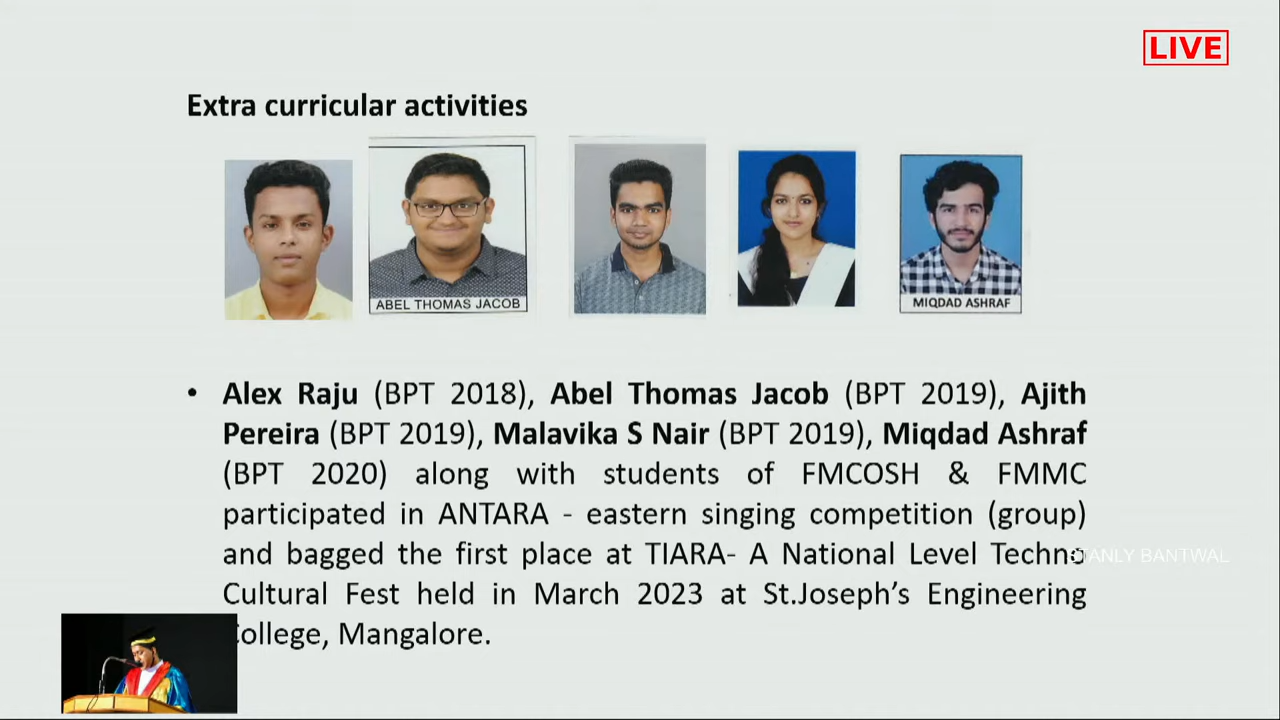 LIVE
Extra curricular activities
ABEL THOMAS JACOB
MIQDAD ASHRAF
• Alex Raju (BPT 2018), Abel Thomas Jacob (BPT 2019), Ajith
Pereira (BPT 2019), Malavika S Nair (BPT 2019), Miqdad Ashraf
(BPT 2020) along with students of FMCOSH & FMMC
participated in ANTARA - eastern singing competition (group)
and bagged the first place at TIARA- A National Level Techno
STANLY BANTWAL
Cultural Fest held in March 2023 at St.Joseph's Engineering
College, Mangalore.